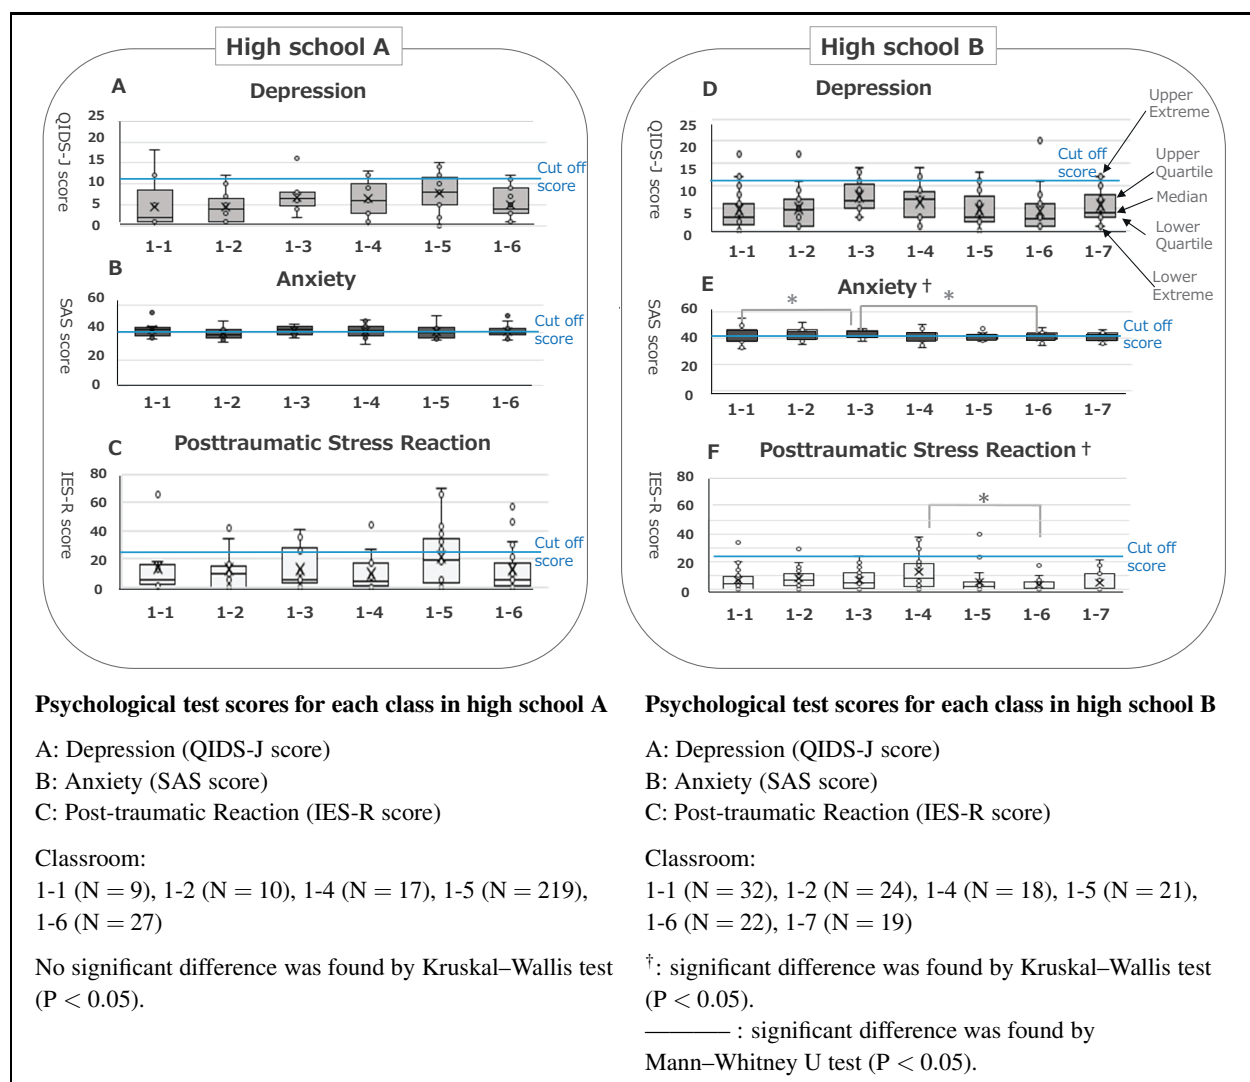 High school A
A
Depression
QIDS-J score
25
20
15
10
5
0
Cut off
score
1-1 1-2 1-3 1-4 1-5 1-6
B
Anxiety
SAS score
60
40
20
0
Cut off
score
1-1 1-2 1-3 1-4 1-5 1-6
C
Posttraumatic Stress Reaction
IES-R score
80
60
40
20
0
Cut off
score
1-1 1-2 1-3 1-4 1-5 1-6
High school B
D
Depression
QIDS-J score
25
20
15
10
5
0
Cut off
score
Upper
Extreme
Upper
Quartile
Median
Lower
Quartile
Lower
Extreme
1-1 1-2 1-3 1-4 1-5 1-6 1-7
E
Anxiety †
SAS score
60
40
20
0
*
*
Cut off
score
1-1 1-2 1-3 1-4 1-5 1-6 1-7
F
Posttraumatic Stress Reaction †
IES-R score
80
60
40
20
0
*
Cut off
score
1-1 1-2 1-3 1-4 1-5 1-6 1-7
Psychological test scores for each class in high school A
A: Depression (QIDS-J score)
B: Anxiety (SAS score)
C: Post-traumatic Reaction (IES-R score)
Classroom:
1-1 (N = 9), 1-2 (N = 10), 1-4 (N = 17), 1-5 (N = 219),
1-6 (N = 27)
No significant difference was found by Kruskal–Wallis test
(P < 0.05).
Psychological test scores for each class in high school B
A: Depression (QIDS-J score)
B: Anxiety (SAS score)
C: Post-traumatic Reaction (IES-R score)
Classroom:
1-1 (N = 32), 1-2 (N = 24), 1-4 (N = 18), 1-5 (N = 21),
1-6 (N = 22), 1-7 (N = 19)
†: significant difference was found by Kruskal–Wallis test
(P < 0.05).
———— : significant difference was found by
Mann–Whitney U test (P < 0.05).